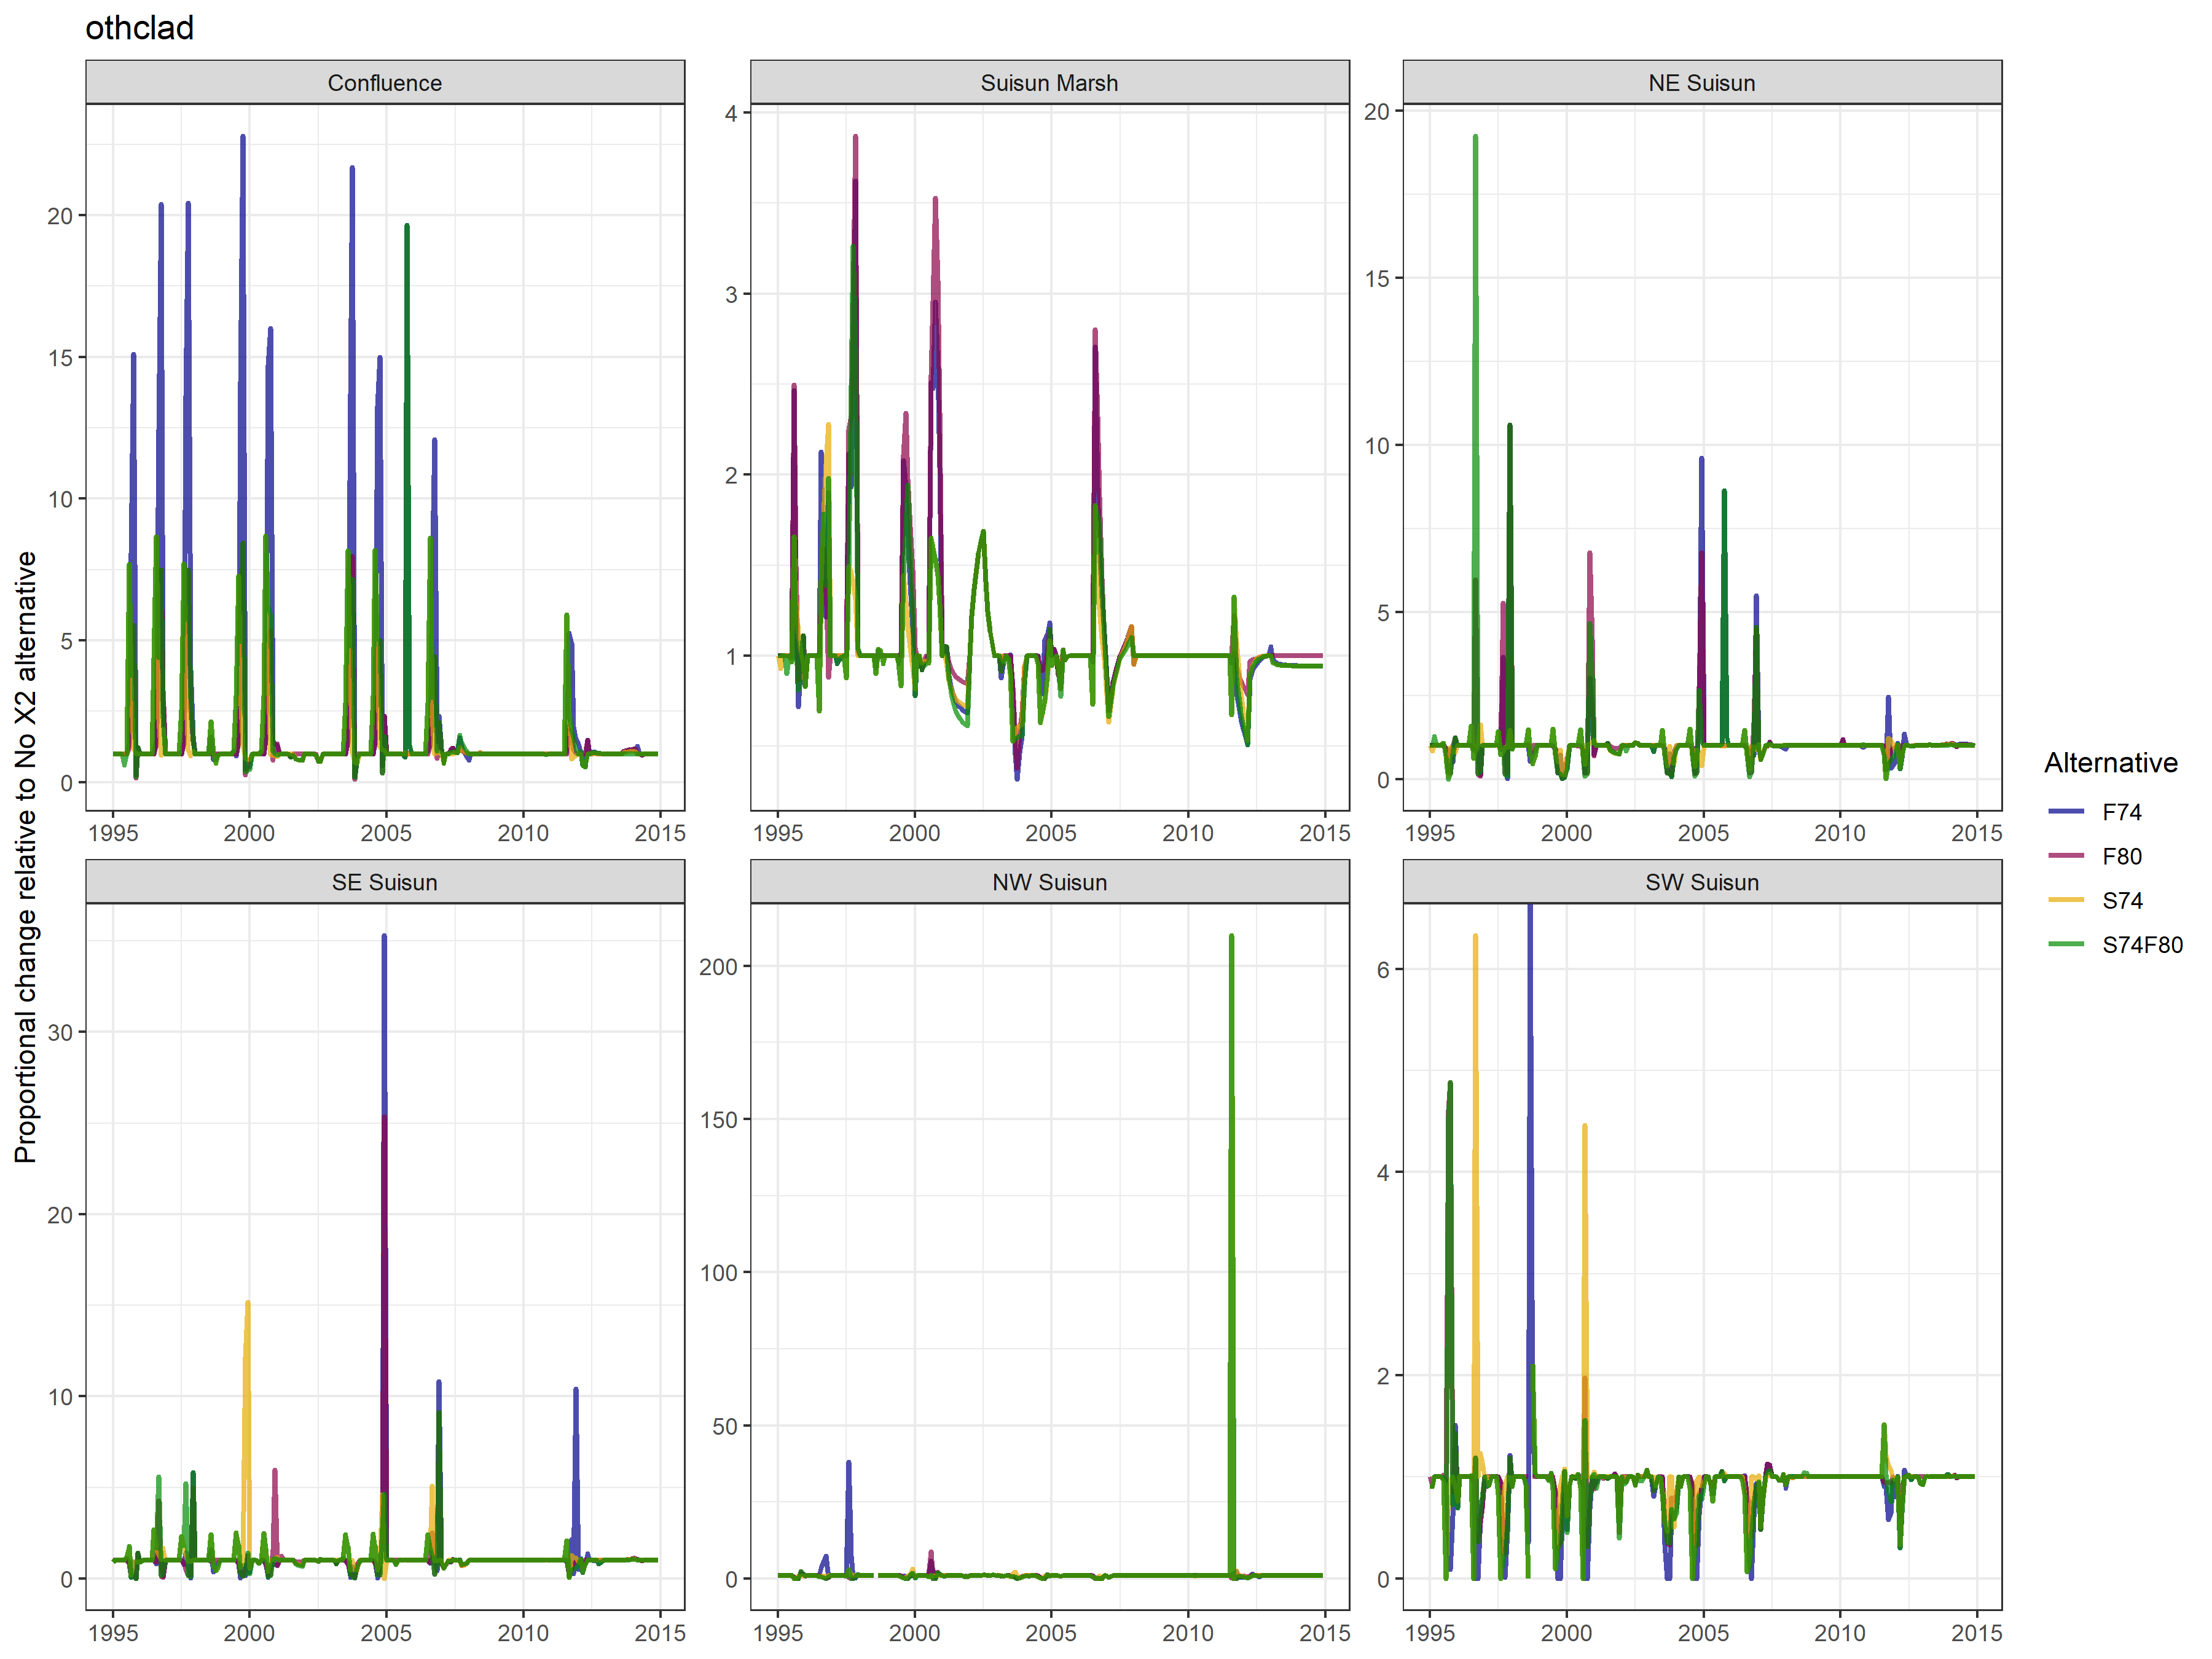 othclad
Proportional change relative to No X2 alternative
Confluence
20
15
10
5
0
1995 2000 2005 2010 2015
Suisun Marsh
4
3
2
1
1995 2000 2005 2010 2015
NE Suisun
20
15
10
5
0
1995 2000 2005 2010 2015
SE Suisun
30
20
10
0
1995 2000 2005 2010 2015
NW Suisun
200
150
100
50
0
1995 2000 2005 2010 2015
SW Suisun
6
4
2
0
1995 2000 2005 2010 2015
Alternative
F74
F80
S74
S74F80